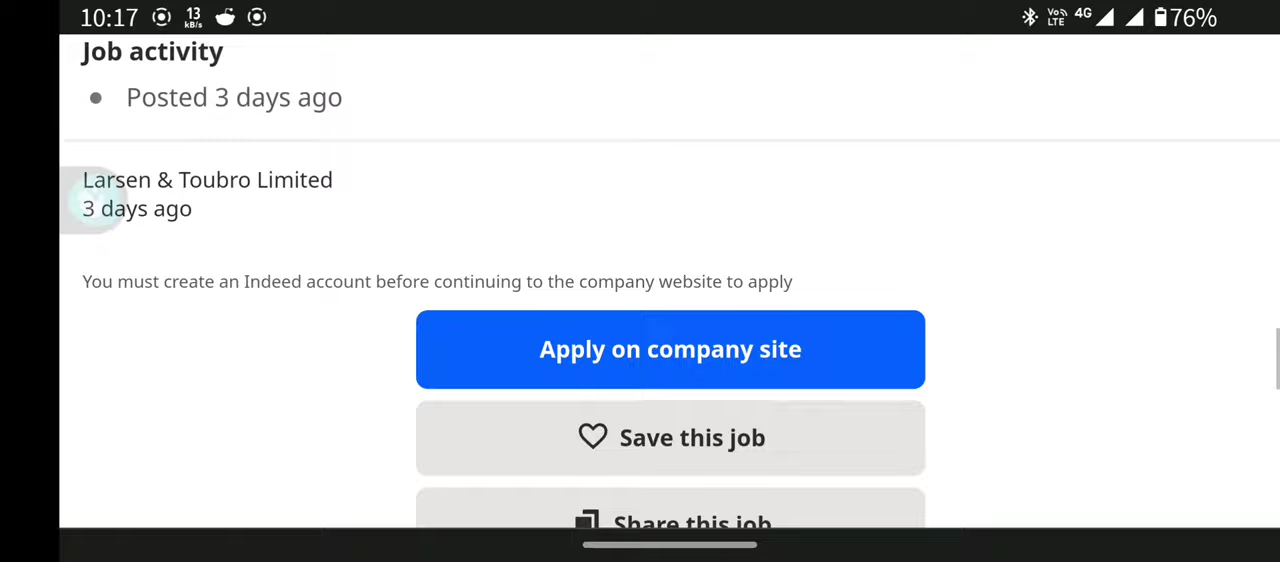 10:17 13 kB/s Vo LTE 4G 76%
Job activity
Posted 3 days ago
Larsen & Toubro Limited
3 days ago
You must create an Indeed account before continuing to the company website to apply
Apply on company site
Save this job
Share this job